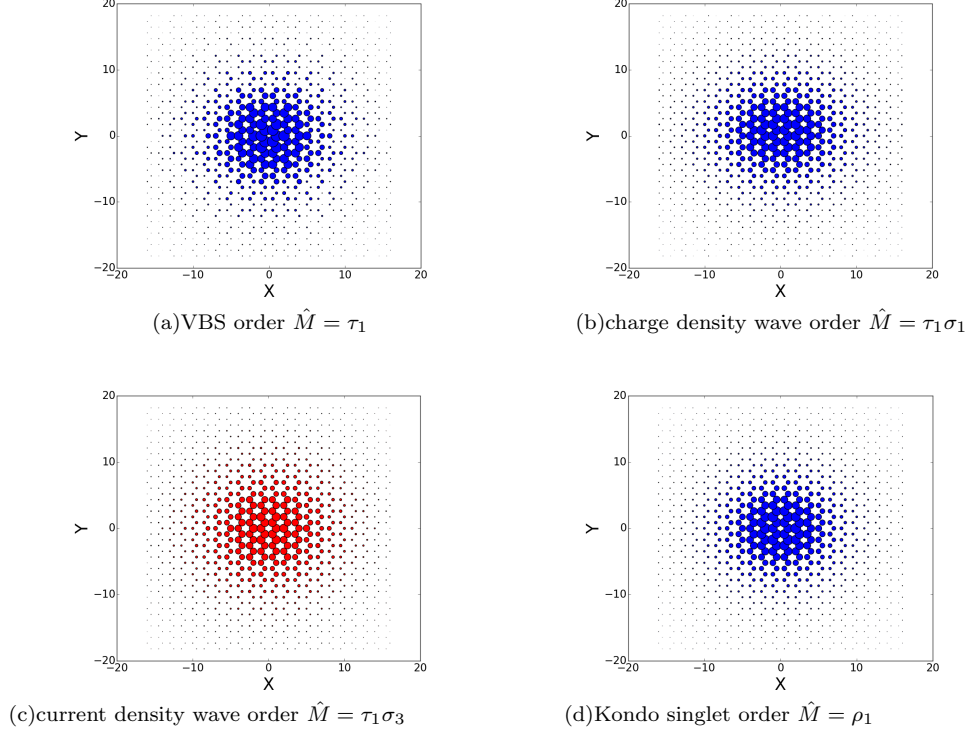 20
10
0
−10
−20
Y
−20 −10 0 10 20
X
(a)VBS order M̂ = τ₁
20
10
0
−10
−20
Y
−20 −10 0 10 20
X
(b)charge density wave order M̂ = τ₁σ₁
20
10
0
−10
−20
Y
−20 −10 0 10 20
X
(c)current density wave order M̂ = τ₁σ₃
20
10
0
−10
−20
Y
−20 −10 0 10 20
X
(d)Kondo singlet order M̂ = ρ₁